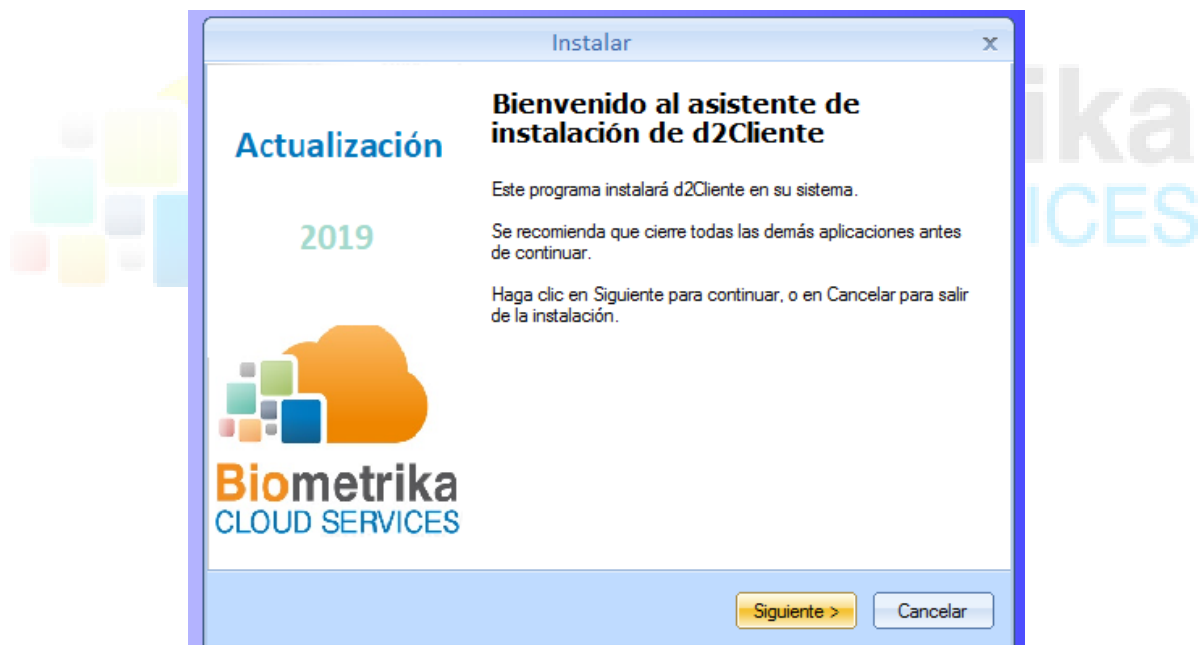 Instalar
x
Actualización
2019
Bienvenido al asistente de
instalación de d2Cliente
Este programa instalará d2Cliente en su sistema.
Se recomienda que cierre todas las demás aplicaciones antes
de continuar.
Haga clic en Siguiente para continuar, o en Cancelar para salir
de la instalación.
Biometrika
CLOUD SERVICES
Siguiente >
Cancelar
ika
ICES